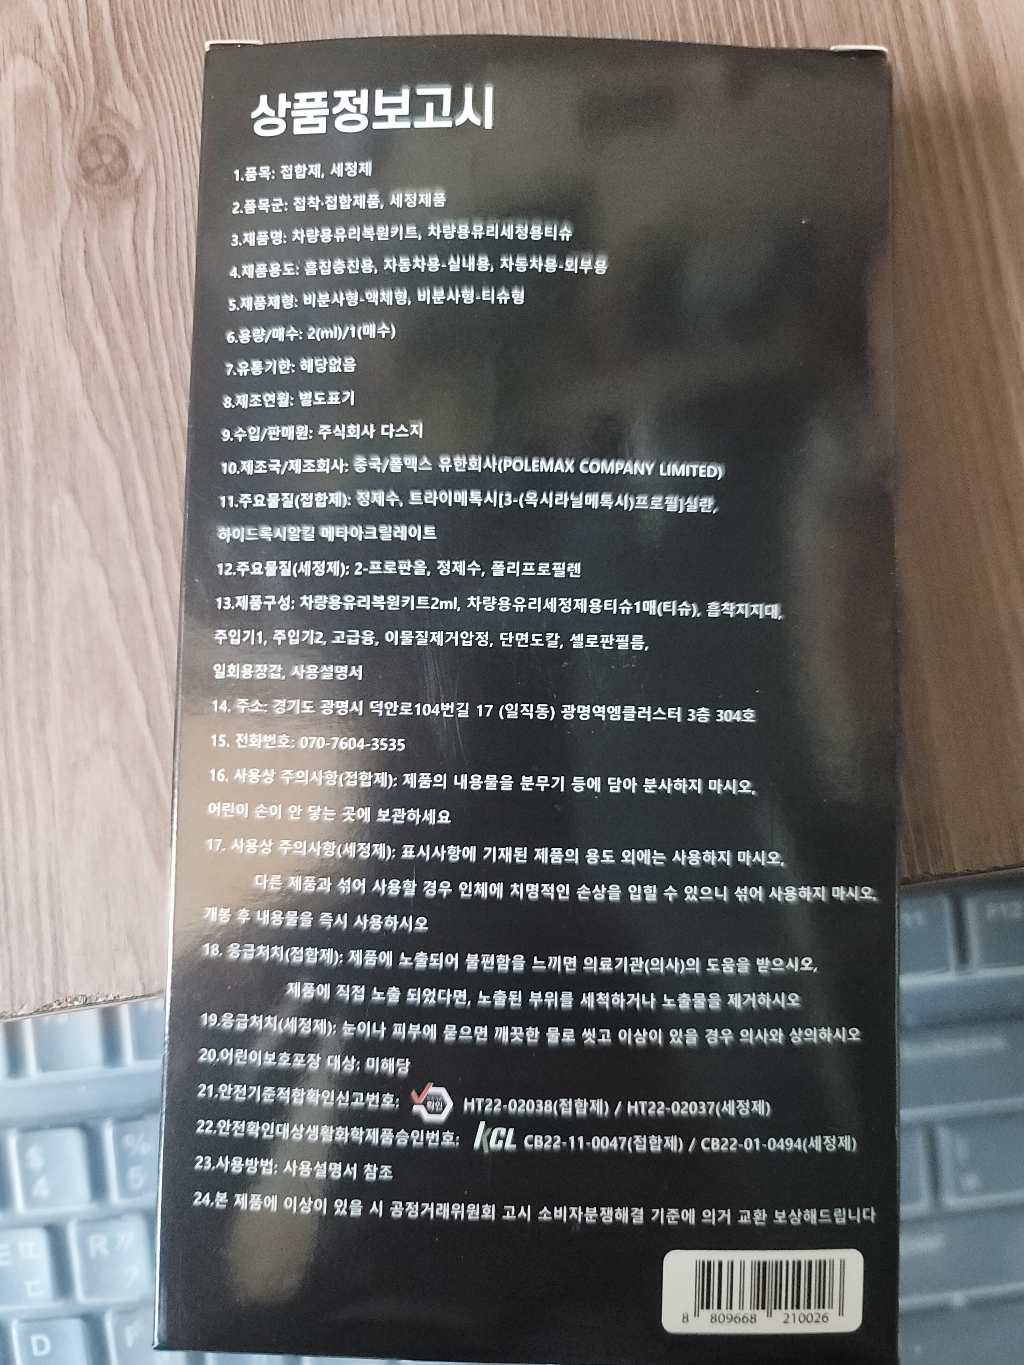 상품정보고시
1.품목: 접합제, 세정제
2.품목군: 접착·접합제품, 세정제품
3.제품명: 차량용유리복원키트, 차량용유리세정용티슈
4.제품용도: 흠집충진용, 자동차용-실내용, 자동차용-외부용
5.제품제형: 비분사형-액체형, 비분사형-티슈형
6.용량/매수: 2(ml)/1(매수)
7.유통기한: 해당없음
8.제조연월: 별도표기
9.수입/판매원: 주식회사 다스지
10.제조국/제조회사: 중국/폴맥스 유한회사(POLEMAX COMPANY LIMITED)
11.주요물질(접합제): 정제수, 트라이메톡시[3-(옥시라닐메톡시)프로필]실란,
하이드록시알킬 메타아크릴레이트
12.주요물질(세정제): 2-프로판올, 정제수, 폴리프로필렌
13.제품구성: 차량용유리복원키트2ml, 차량용유리세정제용티슈1매(티슈), 흡착지지대,
주입기1, 주입기2, 고급융, 이물질제거압정, 단면도칼, 셀로판필름,
일회용장갑, 사용설명서
14. 주소: 경기도 광명시 덕안로104번길 17 (일직동) 광명역엠클러스터 3층 304호
15. 전화번호: 070-7604-3535
16. 사용상 주의사항(접합제): 제품의 내용물을 분무기 등에 담아 분사하지 마시오,
어린이 손이 안 닿는 곳에 보관하세요
17. 사용상 주의사항(세정제): 표시사항에 기재된 제품의 용도 외에는 사용하지 마시오,
다른 제품과 섞어 사용할 경우 인체에 치명적인 손상을 입힐 수 있으니 섞어 사용하지 마시오,
개봉 후 내용물을 즉시 사용하시오
18. 응급처치(접합제): 제품에 노출되어 불편함을 느끼면 의료기관(의사)의 도움을 받으시오,
제품에 직접 노출 되었다면, 노출된 부위를 세척하거나 노출물을 제거하시오
19.응급처치(세정제): 눈이나 피부에 묻으면 깨끗한 물로 씻고 이상이 있을 경우 의사와 상의하시오
20.어린이보호포장 대상: 미해당
21.안전기준적합확인신고번호: 확인 HT22-02038(접합제) / HT22-02037(세정제)
22.안전확인대상생활화학제품승인번호: KCL CB22-11-0047(접합제) / CB22-01-0494(세정제)
23.사용방법: 사용설명서 참조
24.본 제품에 이상이 있을 시 공정거래위원회 고시 소비자분쟁해결 기준에 의거 교환 보상해드립니다
8 809668 210026
F12
$ 4
% 5
E ㄸ ㄷ
R
D
F